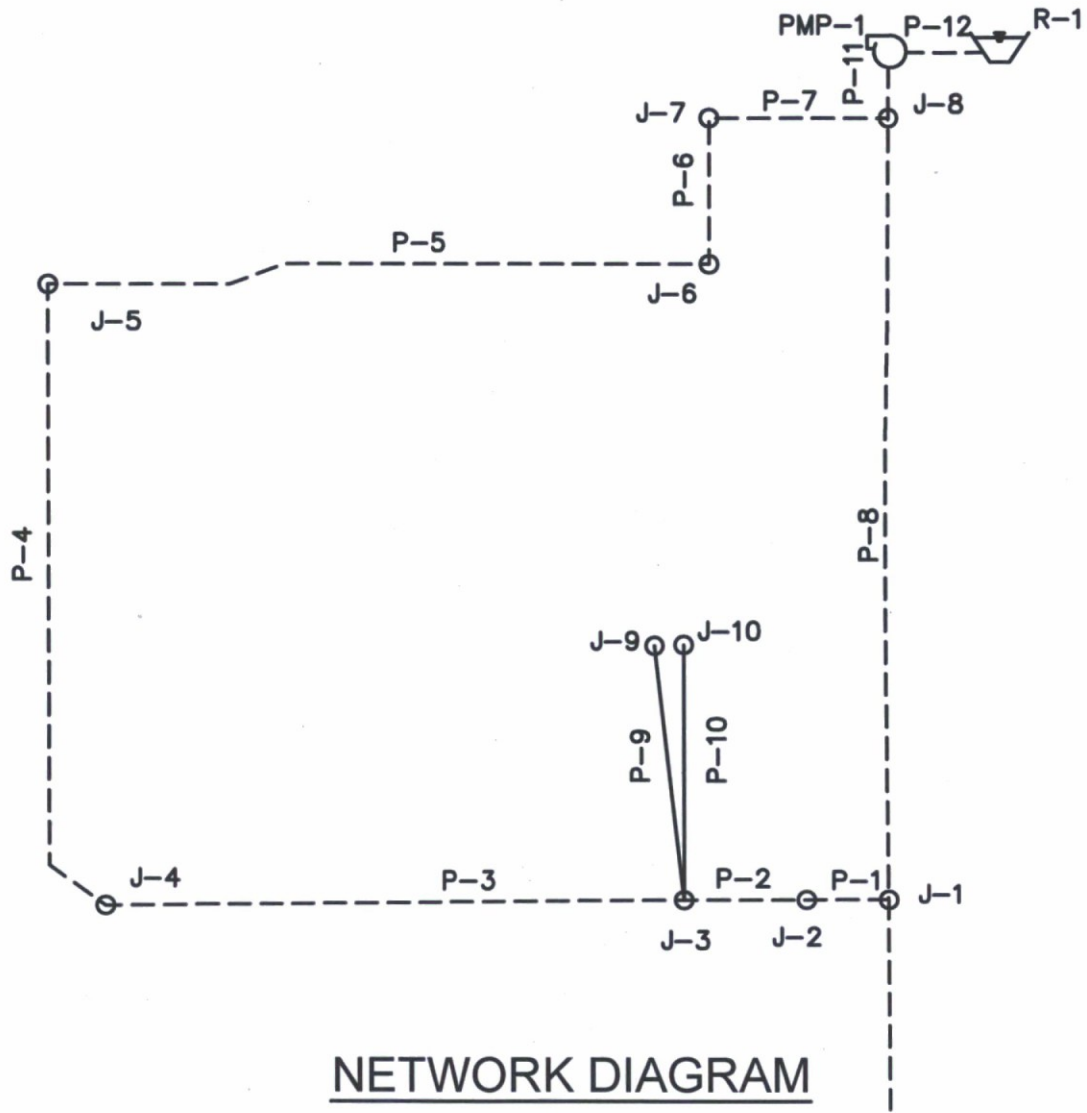 PMP-1 P-12 R-1
P-11
J-7 P-7 J-8
P-6
P-5
J-6
J-5
P-4
P-8
J-9 J-10
P-9 P-10
J-4 P-3 P-2 P-1 J-1
J-3 J-2
NETWORK DIAGRAM